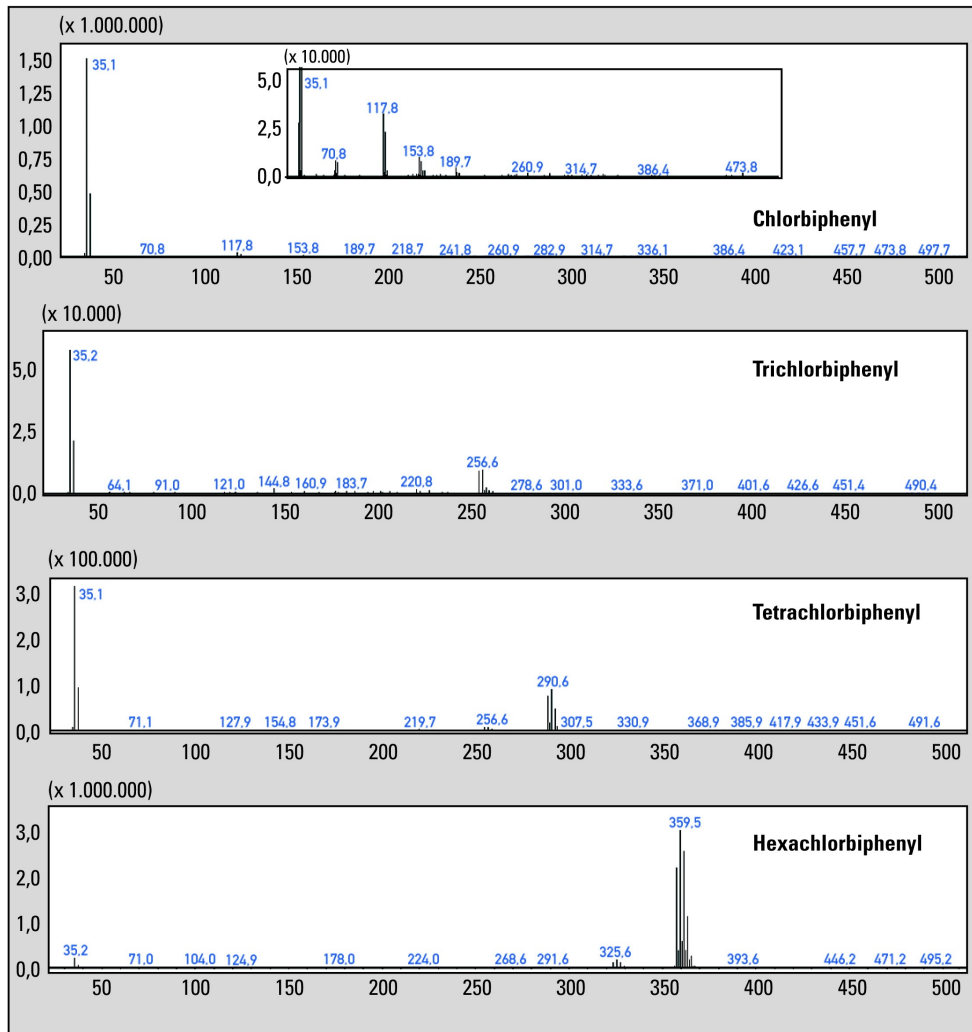 (x 1.000.000)
1,50
1,25
1,00
0,75
0,50
0,25
0,00
35,1
(x 10.000)
5,0
2,5
0,0
35,1
70,8
117,8
153,8
189,7
260,9
314,7
386,4
473,8
Chlorbiphenyl
70,8 117,8 153,8 189,7 218,7 241,8 260,9 282,9 314,7 336,1 386,4 423,1 457,7 473,8 497,7
50 100 150 200 250 300 350 400 450 500
(x 10.000)
5,0
2,5
0,0
35,2
Trichlorbiphenyl
256,6
64,1 91,0 121,0 144,8 160,9 183,7 220,8 278,6 301,0 333,6 371,0 401,6 426,6 451,4 490,4
50 100 150 200 250 300 350 400 450 500
(x 100.000)
3,0
2,0
1,0
0,0
35,1
Tetrachlorbiphenyl
290,6
71,1 127,9 154,8 173,9 219,7 256,6 307,5 330,9 368,9 385,9 417,9 433,9 451,6 491,6
50 100 150 200 250 300 350 400 450 500
(x 1.000.000)
3,0
2,0
1,0
0,0
359,5
Hexachlorbiphenyl
35,2 71,0 104,0 124,9 178,0 224,0 268,6 291,6 325,6 393,6 446,2 471,2 495,2
50 100 150 200 250 300 350 400 450 500